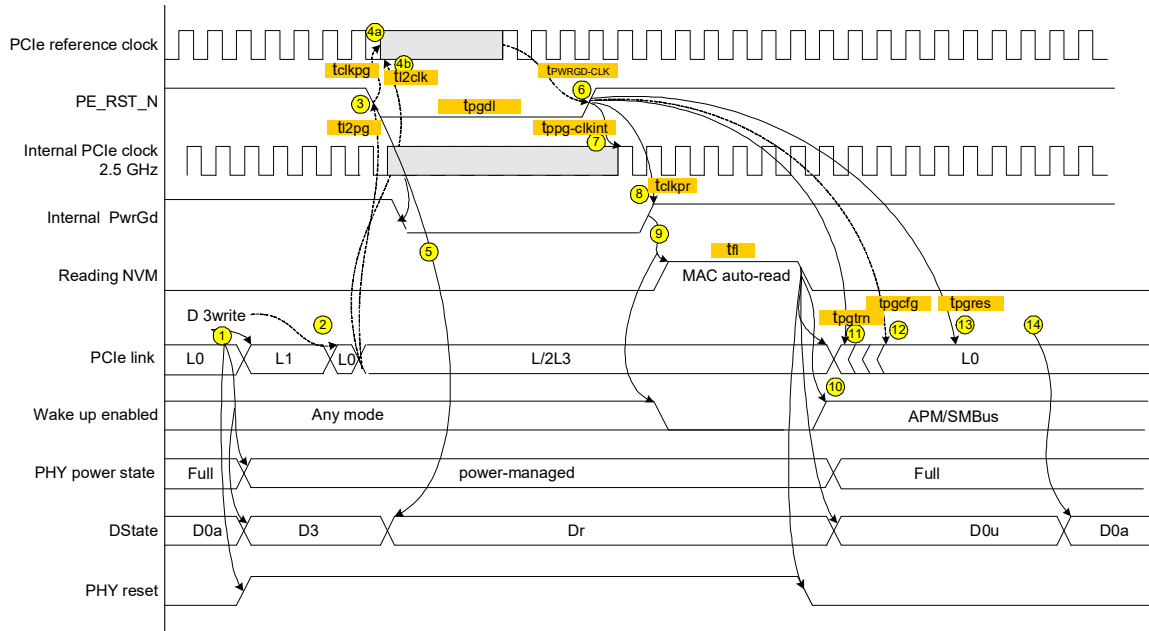 4a
PCIe reference clock
4b
tclkpg
tl2clk
tPWRGD-CLK
6
PE_RST_N
3
tpgdl
tl2pg
tppg-clkint
7
Internal PCIe clock
2.5 GHz
tclkpr
8
Internal PwrGd
9
5
tfl
Reading NVM
MAC auto-read
tpgcfg
tpgres
D 3write
tpgtrn
1
2
11
12
13
14
PCIe link
L0
L1
L0
L/2L3
L0
10
Wake up enabled
Any mode
APM/SMBus
PHY power state
Full
power-managed
Full
DState
D0a
D3
Dr
D0u
D0a
PHY reset